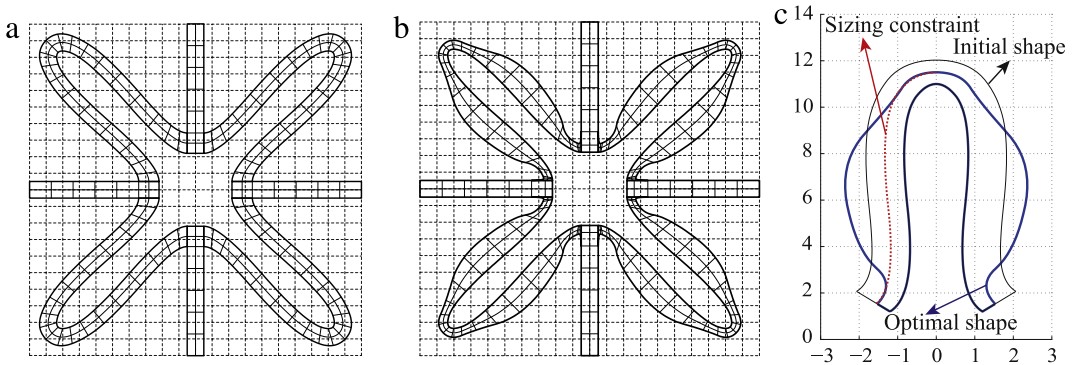 a
b
c
14
Sizing constraint
Initial shape
12
10
8
6
4
2
Optimal shape
0
−3 −2 −1 0 1 2 3